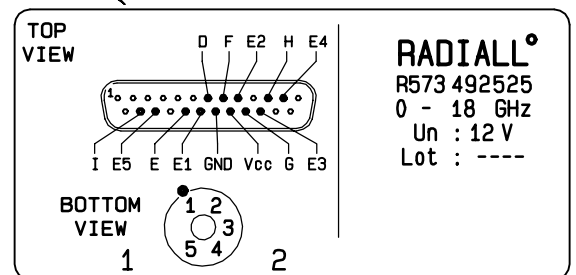 TOP
VIEW
D F E2 H E4
1
I E5 E E1 GND Vcc G E3
BOTTOM
VIEW
1 2
3
5 4
1 2
RADIALL°
R573 492525
0 - 18 GHz
Un : 12 V
Lot : ----